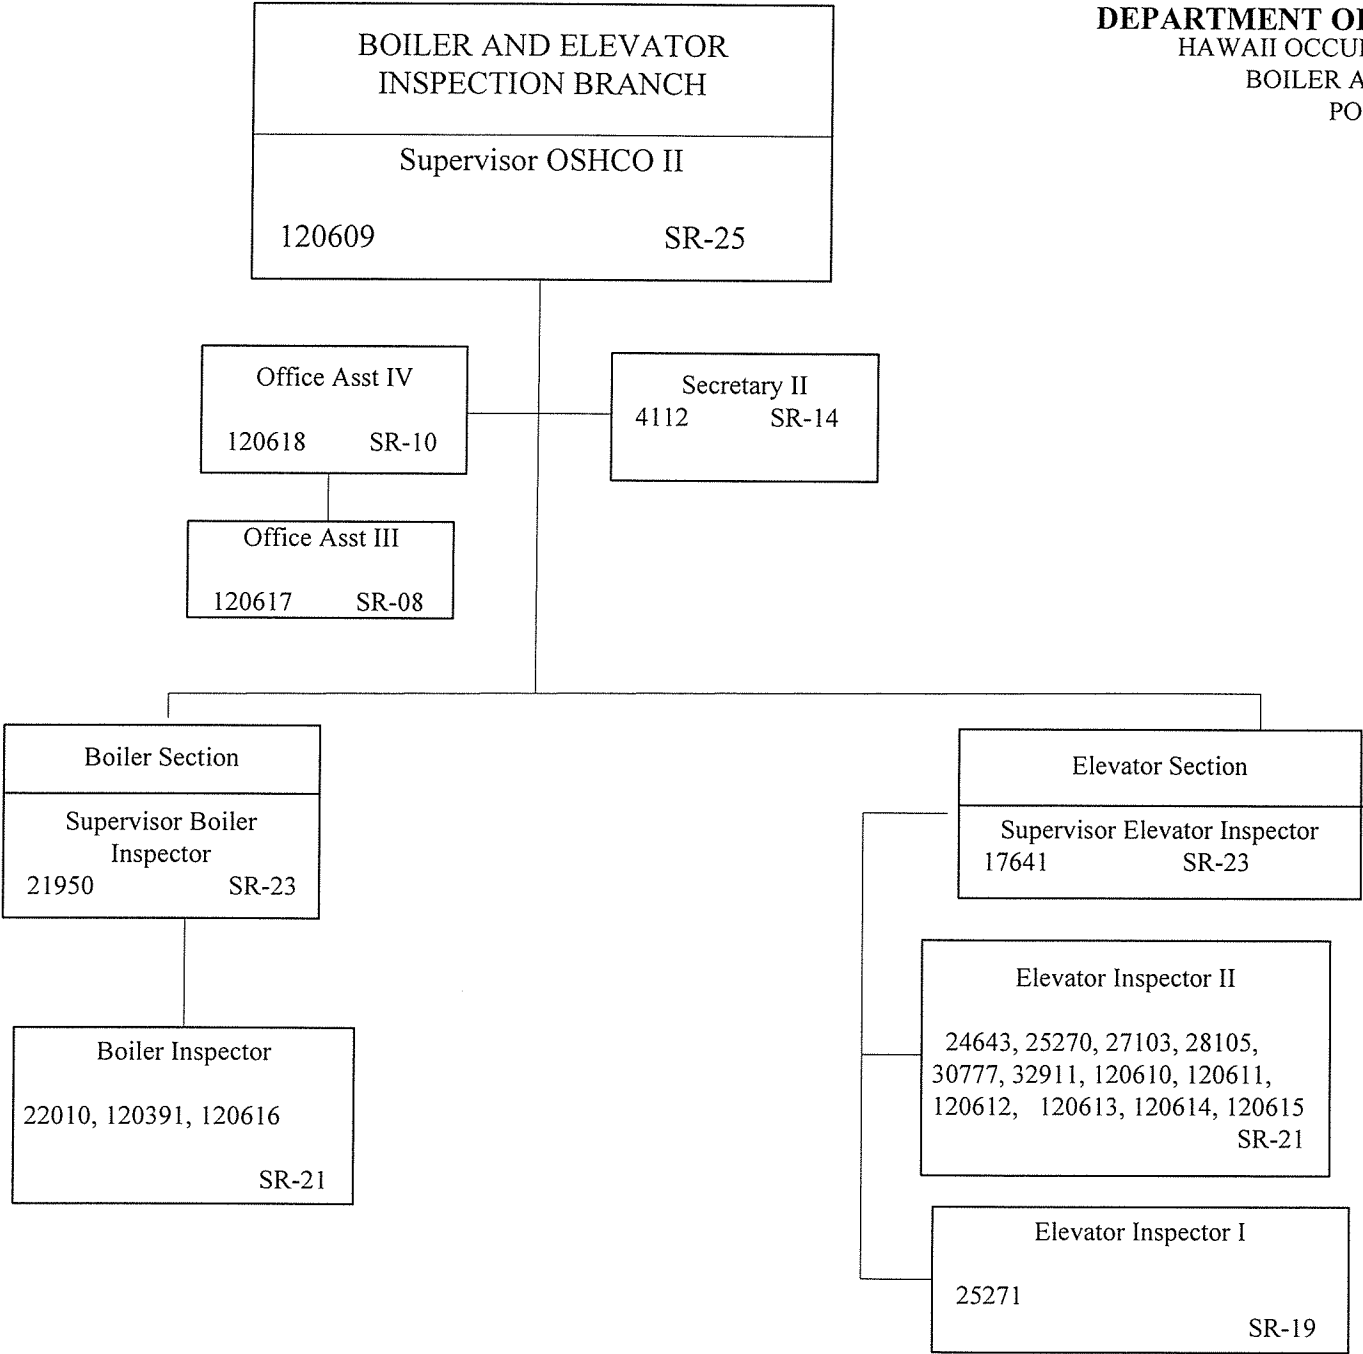 DEPARTMENT
HAWAII
BOILER
BOILER AND ELEVATOR
INSPECTION BRANCH
Supervisor OSHCO II
120609 SR-25
Office Asst IV
120618 SR-10
Secretary II
4112 SR-14
Office Asst III
120617 SR-08
Boiler Section
Supervisor Boiler
Inspector
21950 SR-23
Boiler Inspector
22010, 120391, 120616
SR-21
Elevator Section
Supervisor Elevator Inspector
17641 SR-23
Elevator Inspector II
24643, 25270, 27103, 28105,
30777, 32911, 120610, 120611,
120612, 120613, 120614, 120615
SR-21
Elevator Inspector I
25271
SR-19